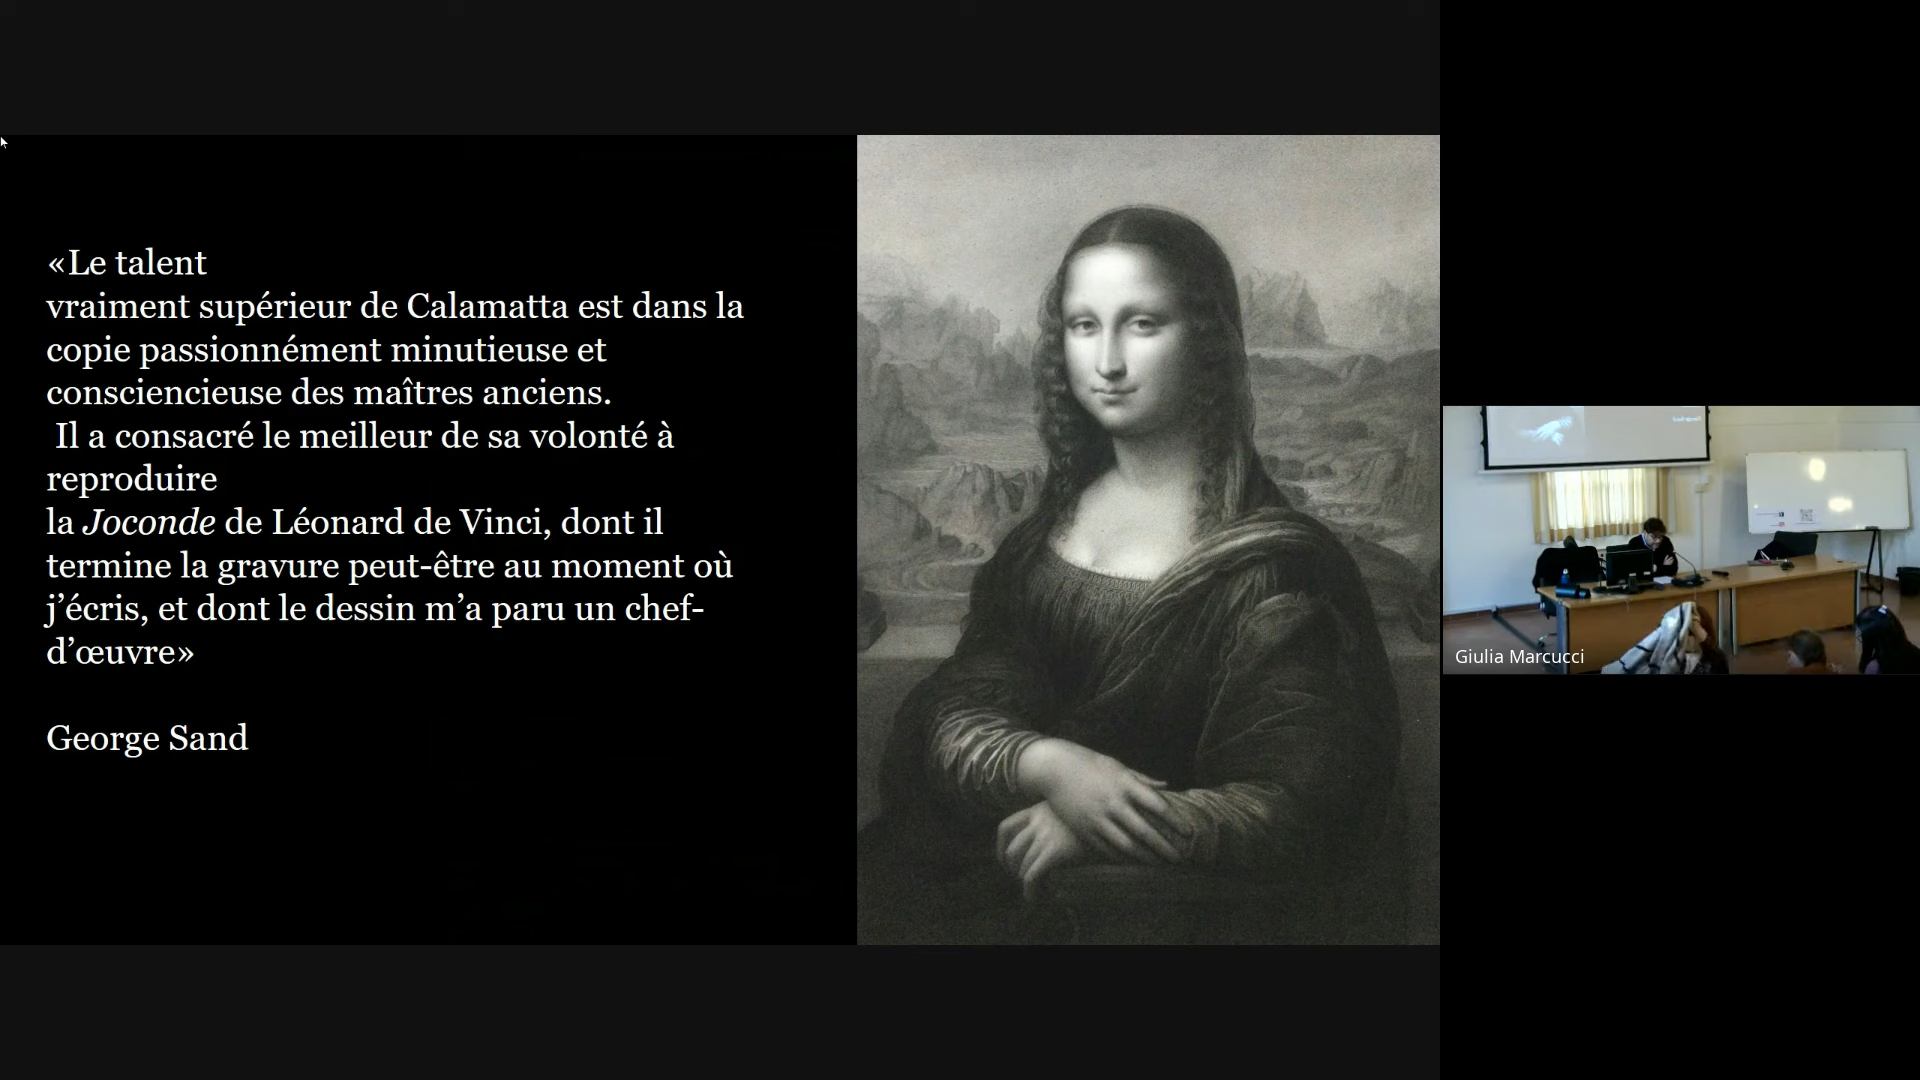 «Le talent
vraiment supérieur de Calamatta est dans la
copie passionnément minutieuse et
consciencieuse des maîtres anciens.
Il a consacré le meilleur de sa volonté à
reproduire
la Joconde de Léonard de Vinci, dont il
termine la gravure peut-être au moment où
j’écris, et dont le dessin m’a paru un chef-
d’œuvre»
George Sand
Giulia Marcucci